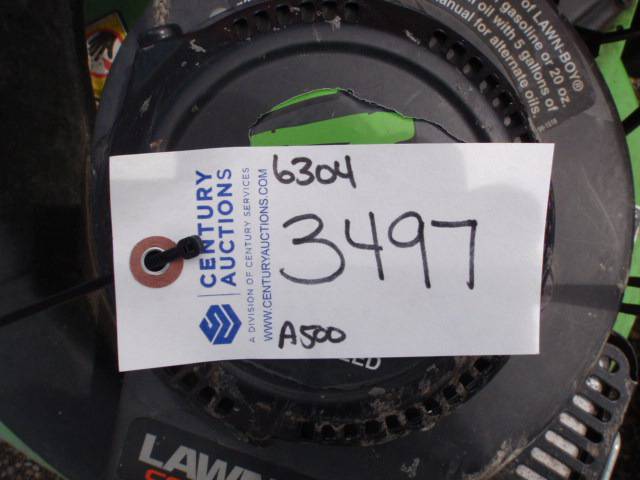 of LAWN-BOY®
gasoline or 20 oz.
oil with 5 gallons of
manual for alternate oils.
6304
3497
A500
CENTURY
AUCTIONS
A DIVISION OF CENTURY SERVICES
WWW.CENTURYAUCTIONS.COM
LAWN